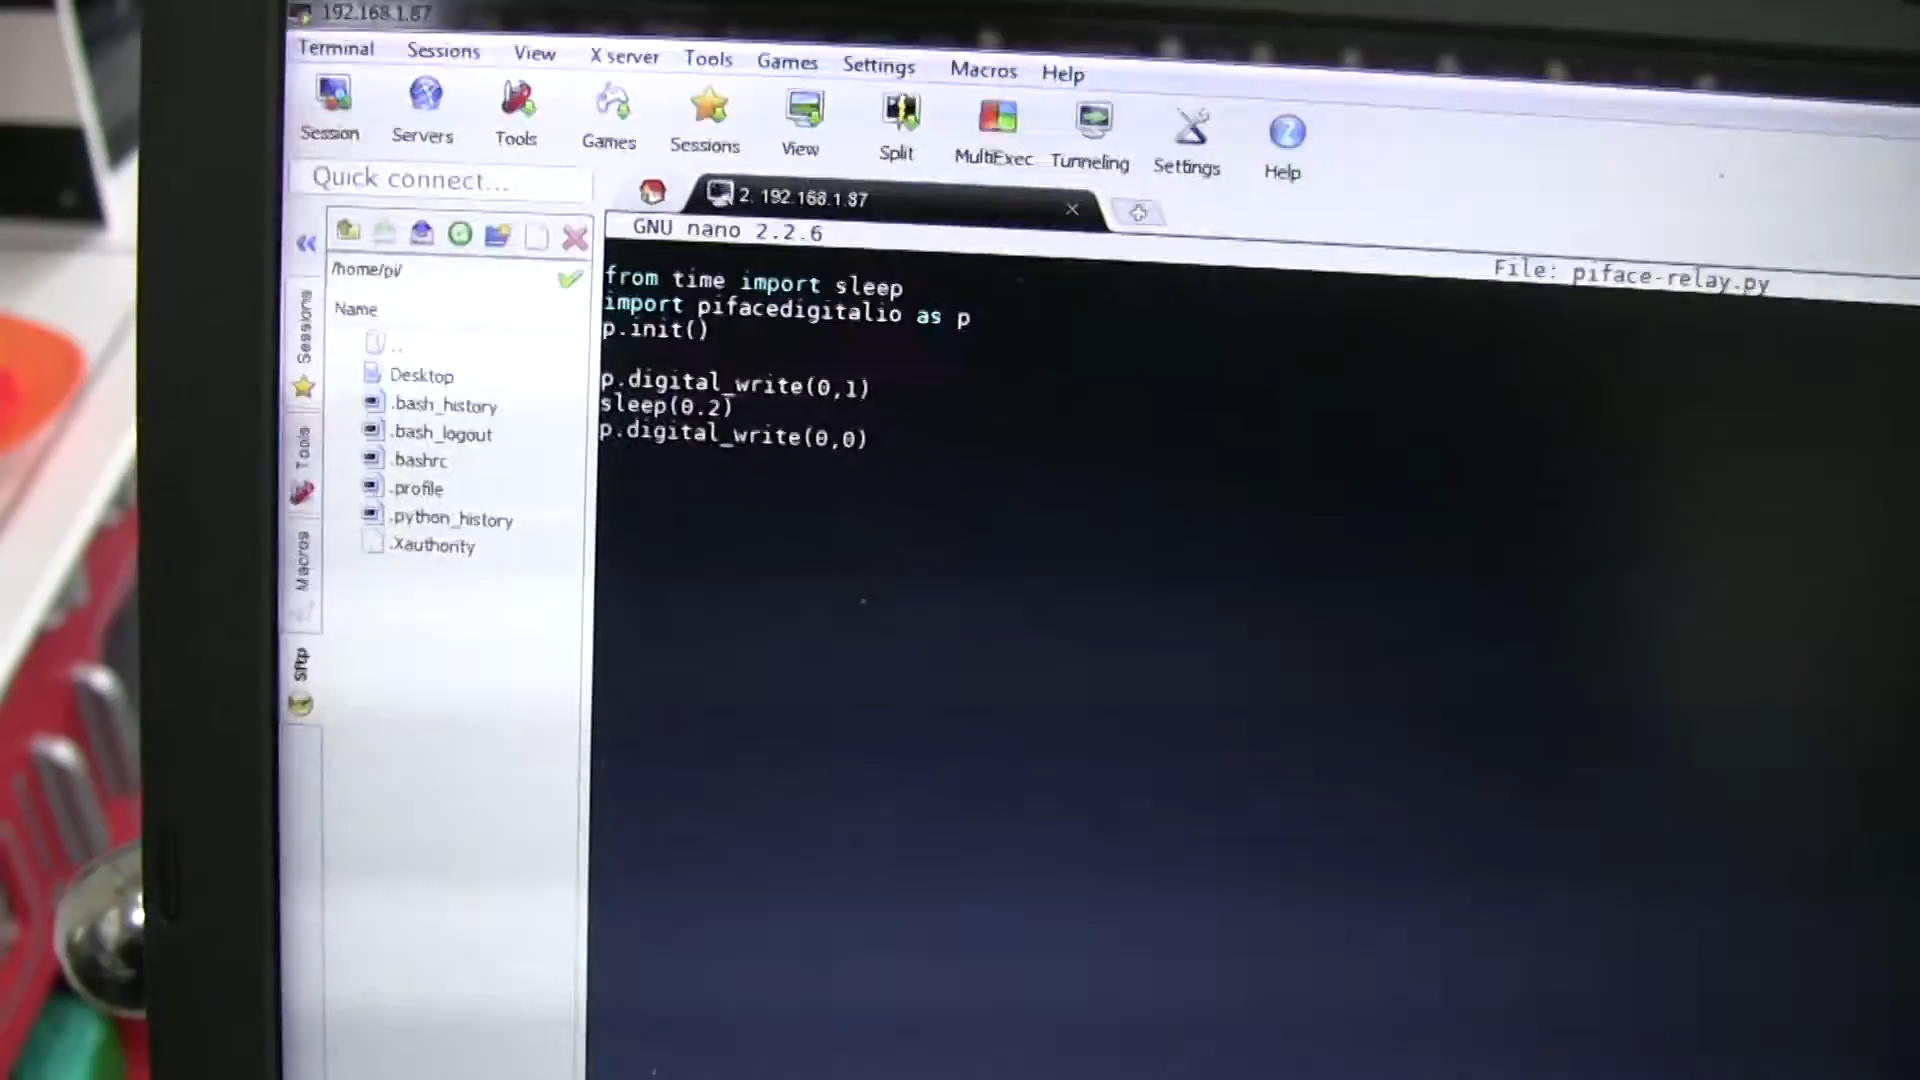 192.168.1.87
Terminal Sessions View X server Tools Games Settings Macros Help
Session Servers Tools Games Sessions View Split MultiExec Tunneling Settings Help
Quick connect...
2. 192.168.1.87
GNU nano 2.2.6 File: piface-relay.py
/home/pi/
Name
..
Desktop
.bash_history
.bash_logout
.bashrc
.profile
.python_history
.Xauthority
Sessions
Tools
Macros
Sftp
from time import sleep
import pifacedigitalio as p
p.init()
p.digital_write(0,1)
sleep(0.2)
p.digital_write(0,0)